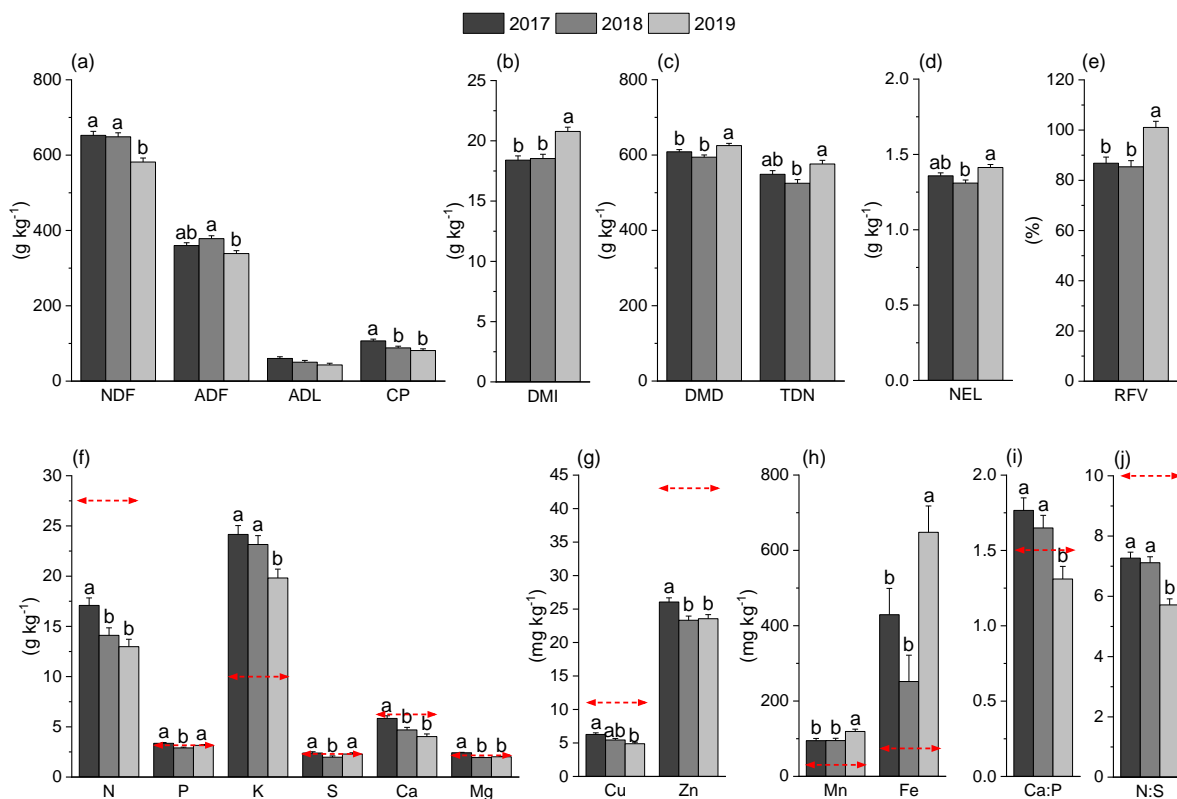 2017 2018 2019
(a) (b) (c) (d) (e)
800 25 800 2.0 120
600 20 600 1.5 100
400 15 400 1.0 80
200 10 200 0.5 60
0 5 0 0.0 40
0 20
0
(g kg⁻¹) (g kg⁻¹) (g kg⁻¹) (g kg⁻¹) (%)
a a b ab a b a b b
b b a
b b a ab b a
ab b a
b b a
NDF ADF ADL CP DMI DMD TDN NEL RFV
(f) (g) (h) (i) (j)
30 45 800 2.0 10
25 40 600 1.5 8
20 35 400 1.0 6
15 30 200 0.5 4
10 25 0 0.0 2
5 20 0
0 15
10
5
0
(g kg⁻¹) (mg kg⁻¹) (mg kg⁻¹)
a b b a b a a a b a b a a b b a b b
a ab b a b b
b b a a b a
a a b
a a b
N P K S Ca Mg Cu Zn Mn Fe Ca:P N:S